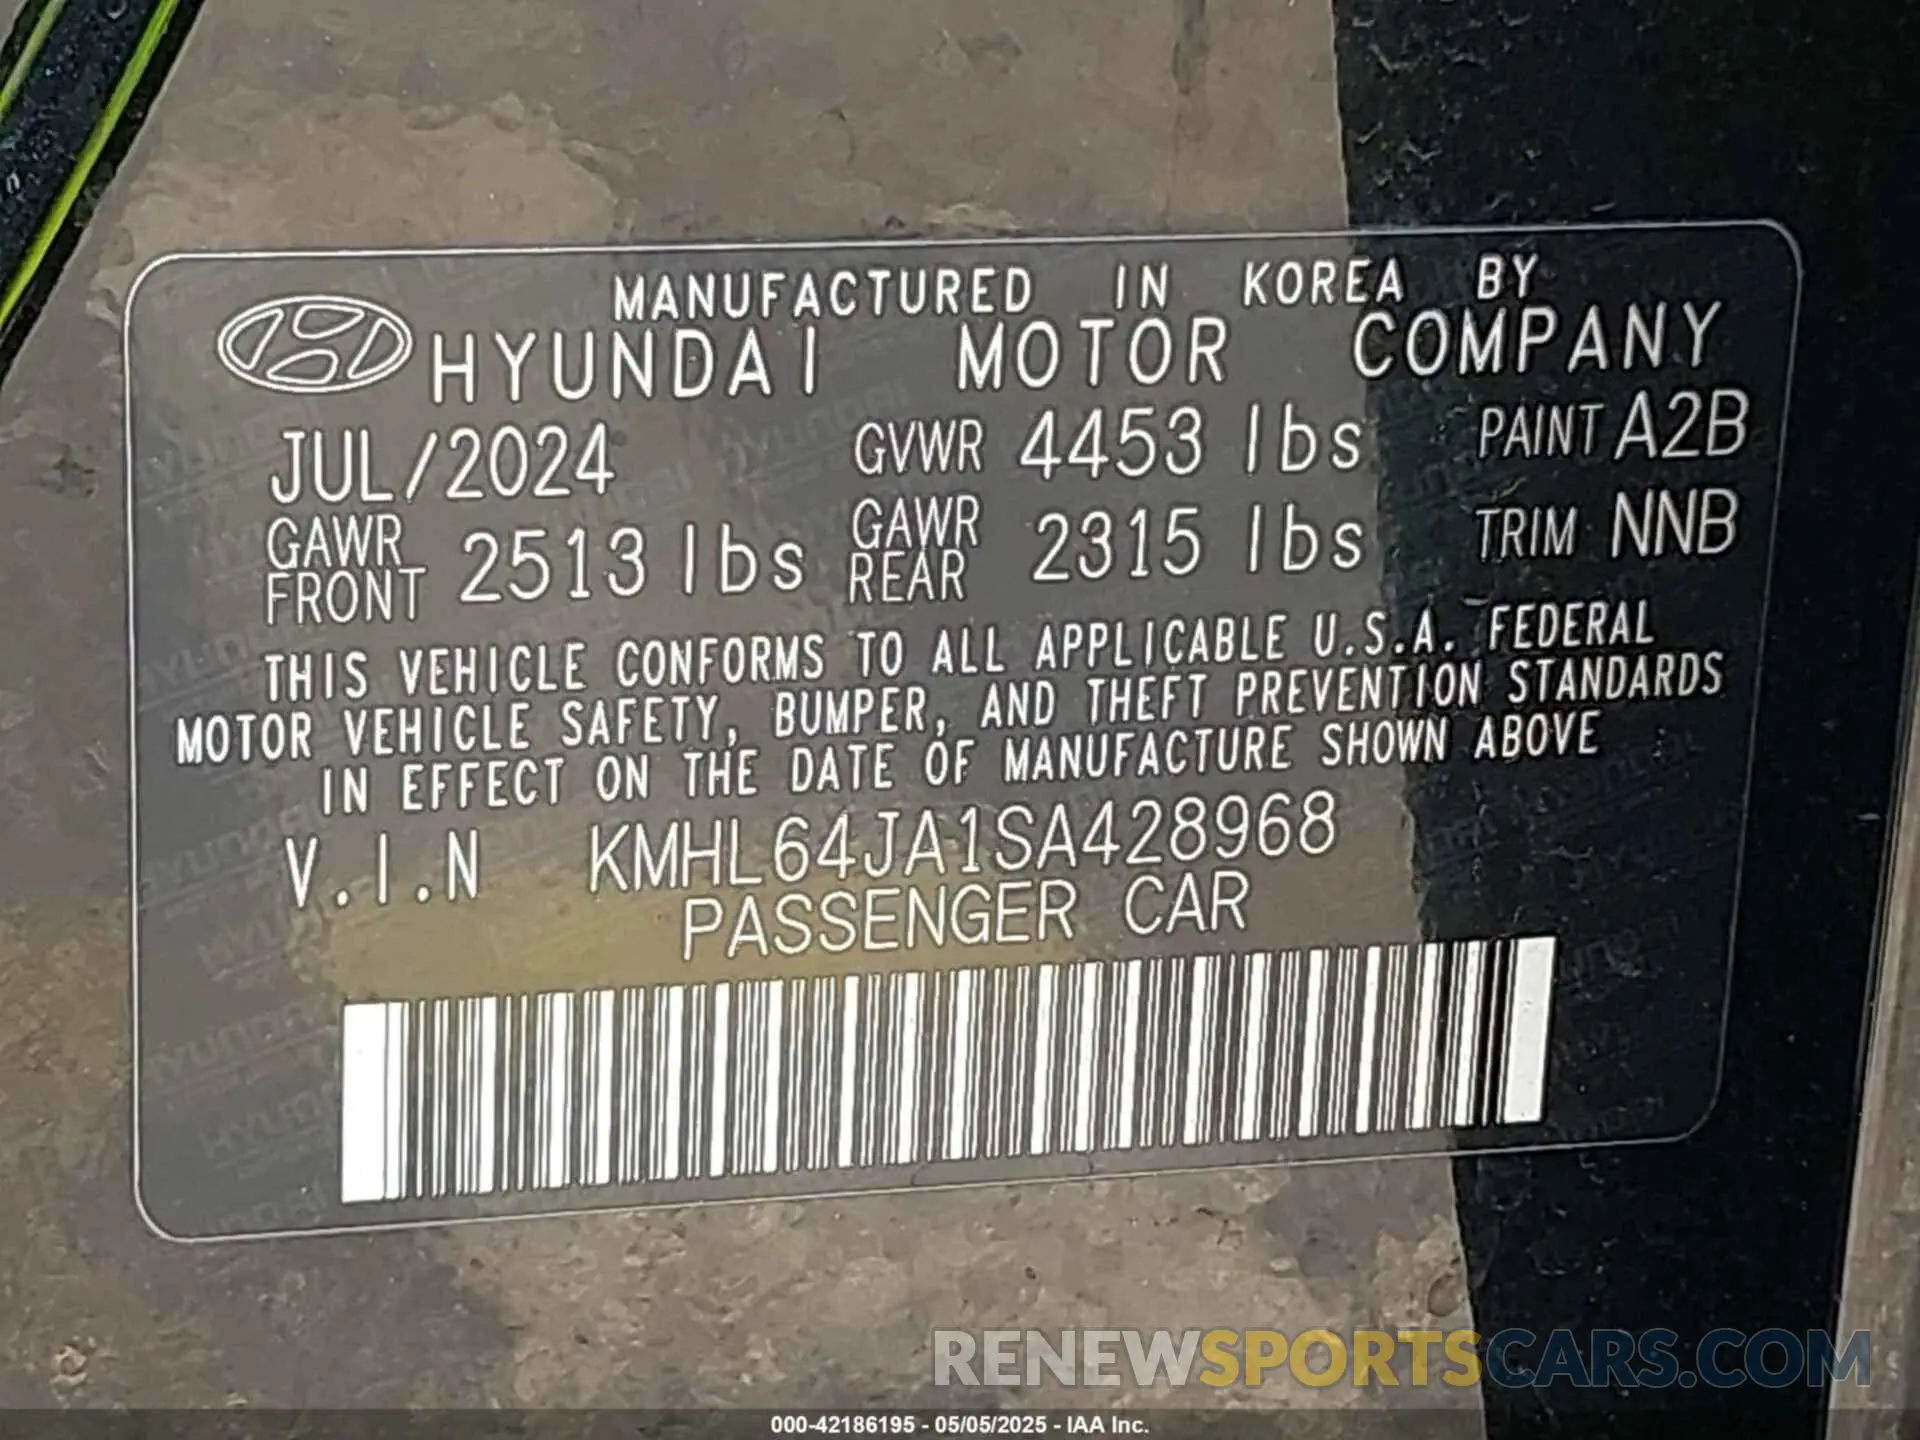 MANUFACTURED IN KOREA BY
HYUNDAI MOTOR COMPANY
JUL/2024 GVWR 4453 lbs PAINT A2B
GAWR FRONT 2513 lbs GAWR REAR 2315 lbs TRIM NNB
THIS VEHICLE CONFORMS TO ALL APPLICABLE U.S.A. FEDERAL
MOTOR VEHICLE SAFETY, BUMPER, AND THEFT PREVENTION STANDARDS
IN EFFECT ON THE DATE OF MANUFACTURE SHOWN ABOVE
V.I.N KMHL64JA1SA428968
PASSENGER CAR
RENEWSPORTSCARS.COM
000-42186195 - 05/05/2025 - IAA Inc.